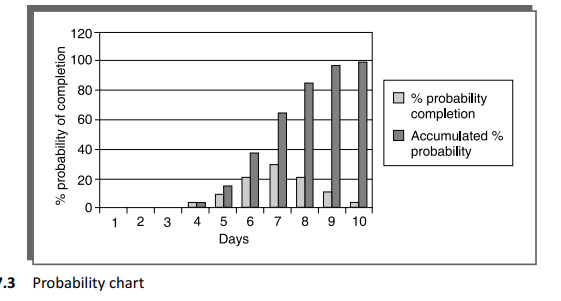 % probability of completion
120
100
80
60
40
20
0
1 2 3 4 5 6 7 8 9 10
Days
% probability
completion
Accumulated %
probability
7.3 Probability chart